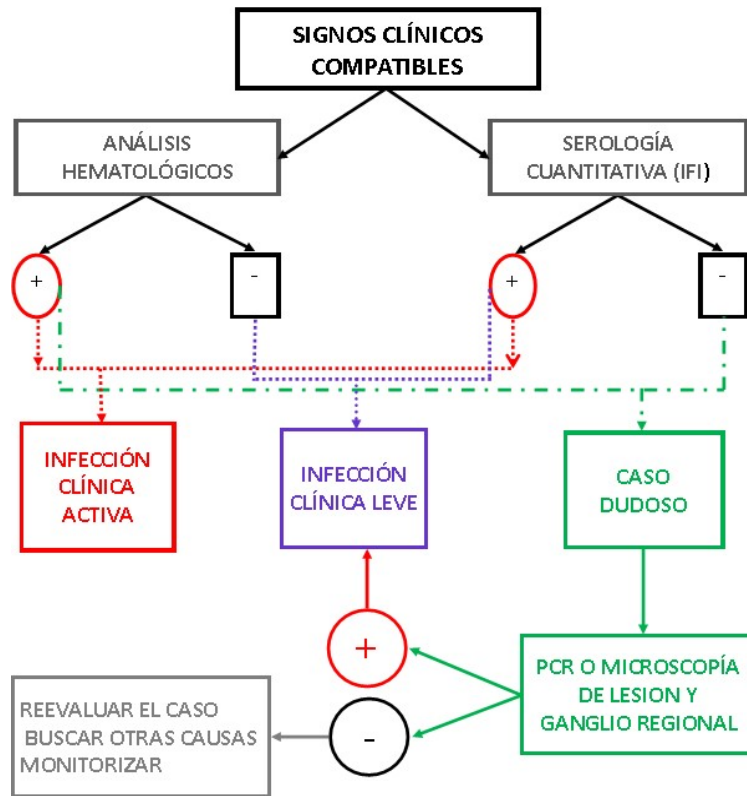 SIGNOS CLÍNICOS
COMPATIBLES
ANÁLISIS
HEMATOLÓGICOS
SEROLOGÍA
CUANTITATIVA (IFI)
+
-
+
-
INFECCIÓN
CLÍNICA
ACTIVA
INFECCIÓN
CLÍNICA LEVE
CASO
DUDOSO
+
-
PCR O MICROSCOPÍA
DE LESION Y
GANGLIO REGIONAL
REEVALUAR EL CASO
BUSCAR OTRAS CAUSAS
MONITORIZAR